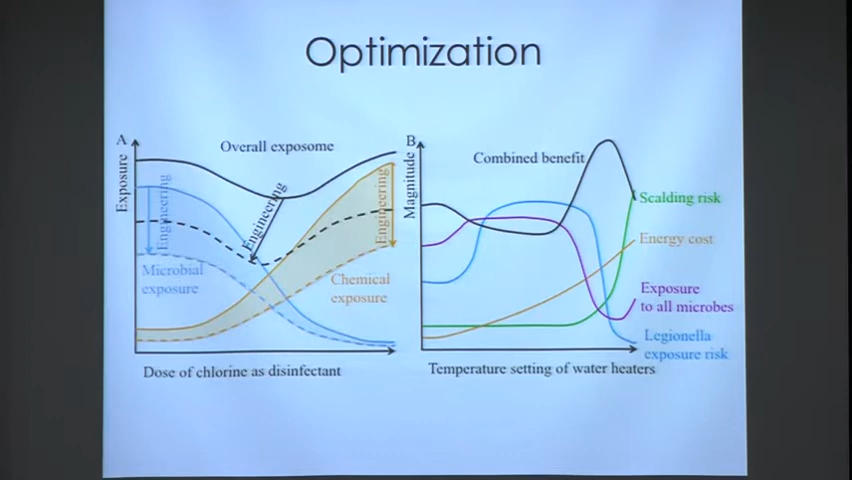 Optimization
A
Exposure
Overall exposome
Engineering
Engineering
Engineering
Microbial
exposure
Chemical
exposure
Dose of chlorine as disinfectant
B
Magnitude
Combined benefit
Scalding risk
Energy cost
Exposure
to all microbes
Legionella
exposure risk
Temperature setting of water heaters